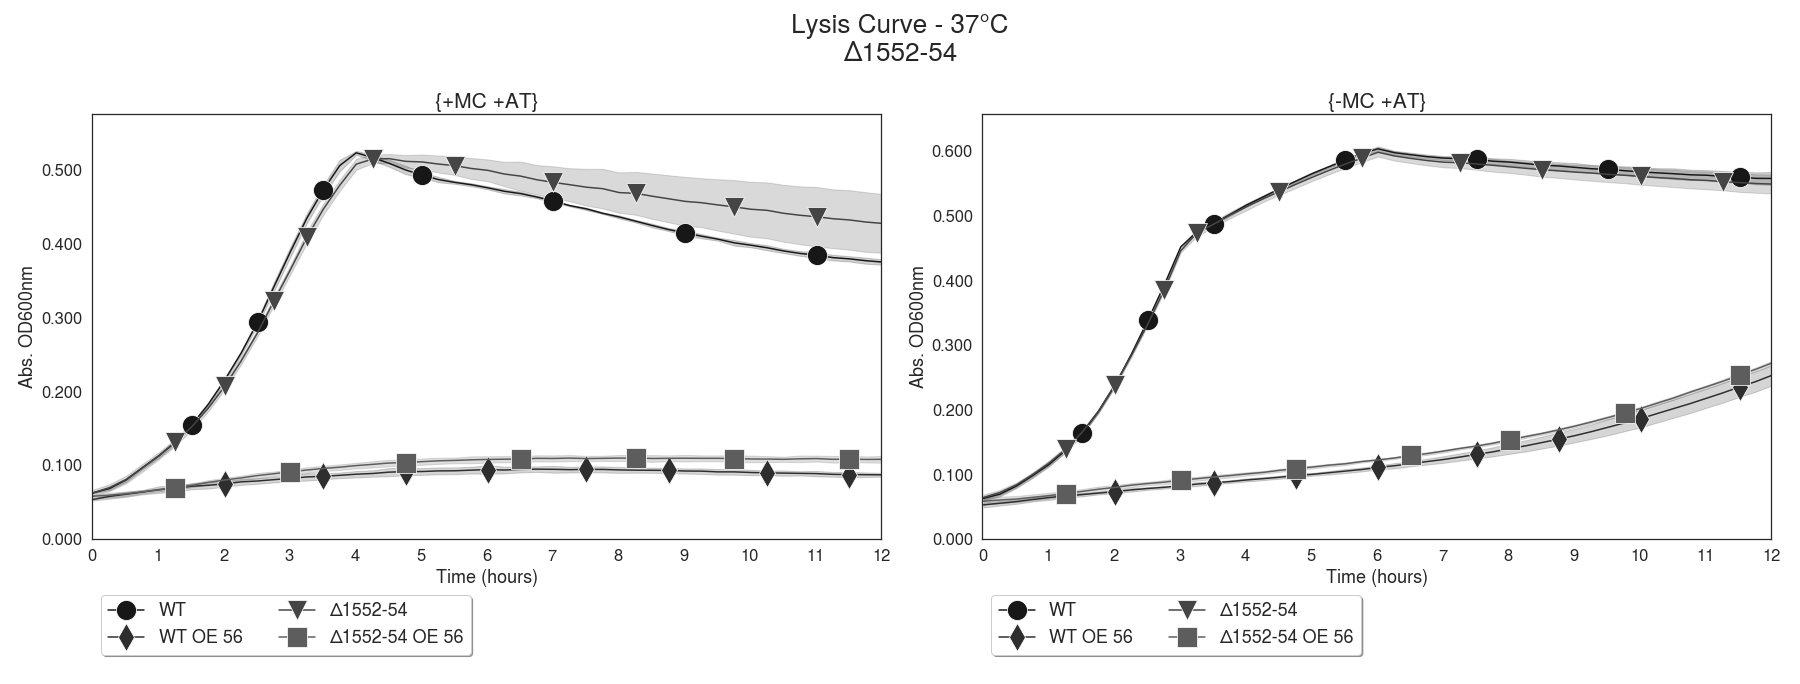 Lysis Curve - 37°C
Δ1552-54
{+MC +AT}
Abs. OD600nm
0.500
0.400
0.300
0.200
0.100
0.000
0 1 2 3 4 5 6 7 8 9 10 11 12
Time (hours)
WT Δ1552-54
WT OE 56 Δ1552-54 OE 56
{-MC +AT}
Abs. OD600nm
0.600
0.500
0.400
0.300
0.200
0.100
0.000
0 1 2 3 4 5 6 7 8 9 10 11 12
Time (hours)
WT Δ1552-54
WT OE 56 Δ1552-54 OE 56